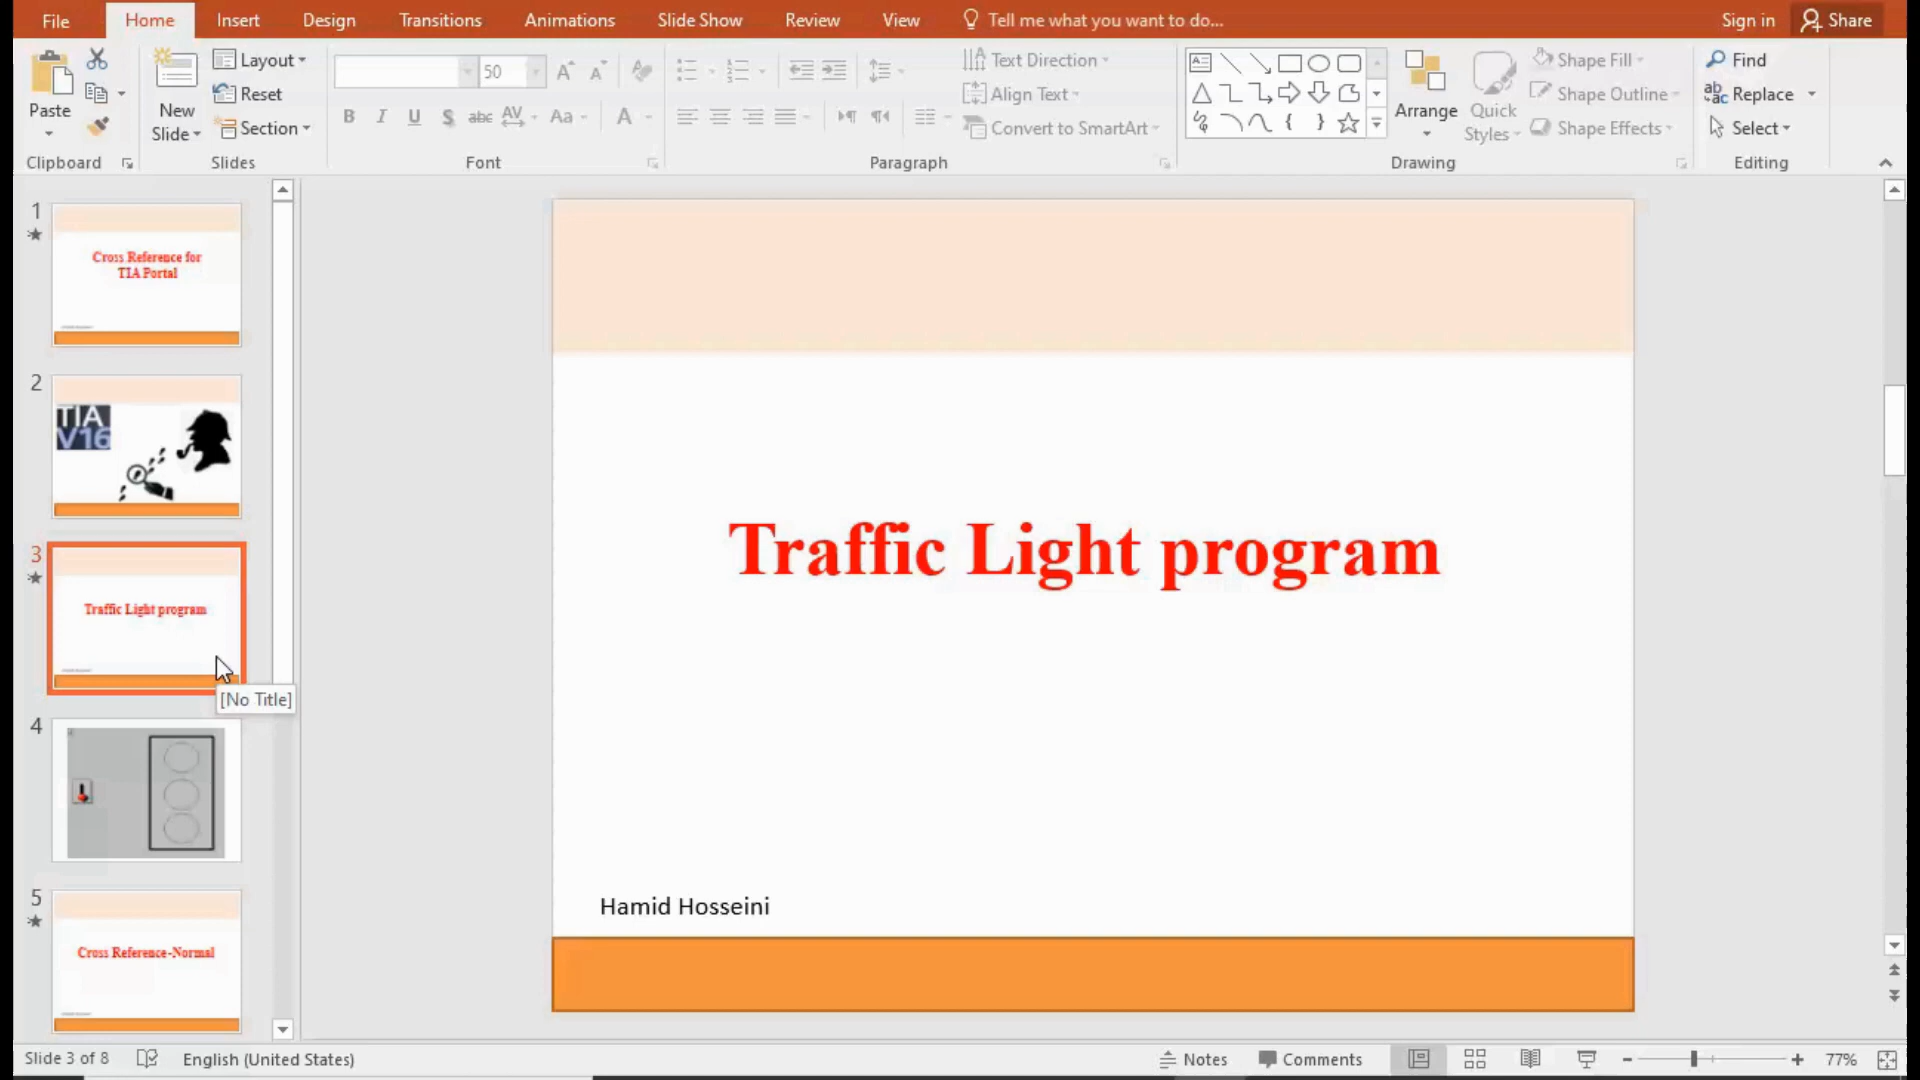 File Home Insert Design Transitions Animations Slide Show Review View Tell me what you want to do... Sign in Share
Paste
Clipboard
New Slide
Layout
Reset
Section
Slides
50
B I U S abc AV Aa A
Font
Text Direction
Align Text
Convert to SmartArt
Paragraph
Arrange
Quick Styles
Shape Fill
Shape Outline
Shape Effects
Drawing
Find
Replace
Select
Editing
1
Cross Reference for
TIA Portal
2
TIA
V16
3
Traffic Light program
[No Title]
4
5
Cross Reference-Normal
Traffic Light program
Hamid Hosseini
Slide 3 of 8 English (United States) Notes Comments 77%